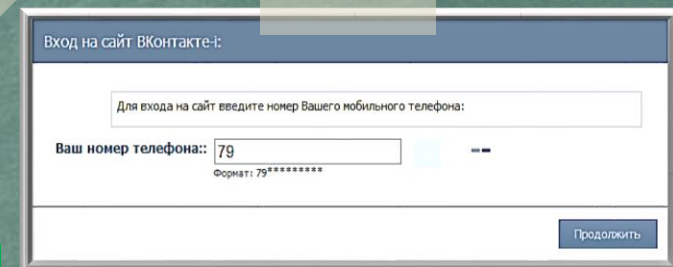 Вход на сайт ВКонтакте-i:
Для входа на сайт введите номер Вашего мобильного телефона:
Ваш номер телефона:: 79
Формат: 79*********
Продолжить